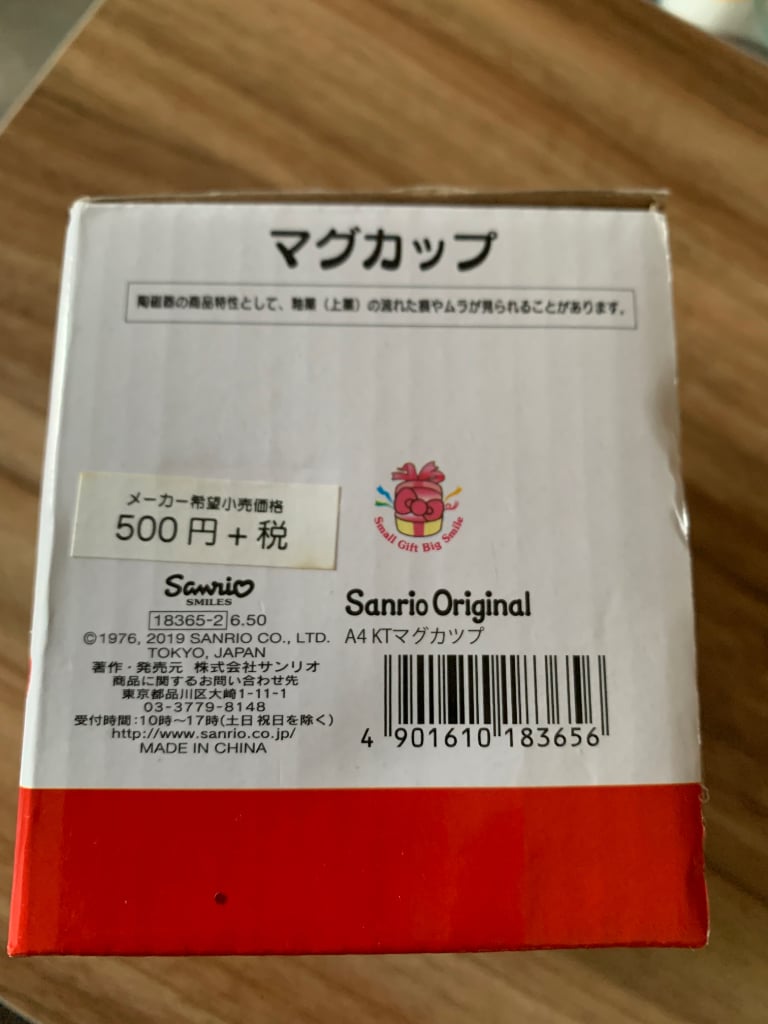 マグカップ
陶磁器の商品特性として、釉薬（上薬）の流れた痕やムラが見られることがあります。
Small Gift Big Smile
メーカー希望小売価格
500円+税
Sanrio
SMILES
18365-2 6.50
©1976, 2019 SANRIO CO., LTD.
TOKYO, JAPAN
著作・発売元 株式会社サンリオ
商品に関するお問い合わせ先
東京都品川区大崎1-11-1
03-3779-8148
受付時間:10時～17時(土日祝日を除く)
http://www.sanrio.co.jp/
MADE IN CHINA
Sanrio Original
A4 KTマグカツプ
4 901610 183656